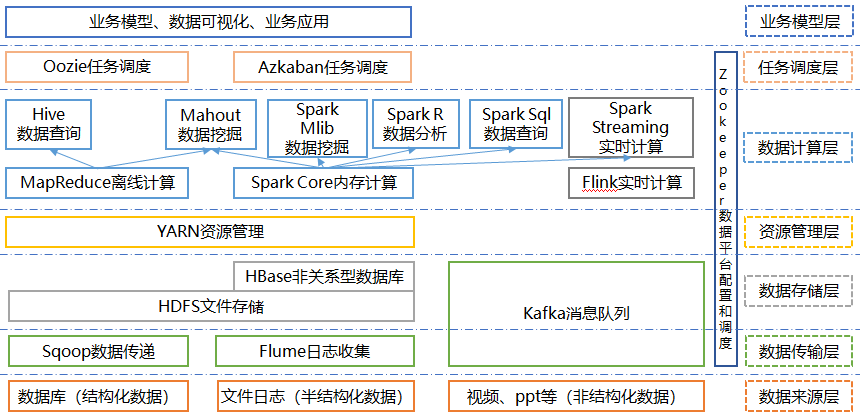 业务模型、数据可视化、业务应用
业务模型层
Oozie任务调度
Azkaban任务调度
任务调度层
Hive
数据查询
Mahout
数据挖掘
Spark
Mlib
数据挖掘
Spark R
数据分析
Spark Sql
数据查询
Spark
Streaming
实时计算
MapReduce离线计算
Spark Core内存计算
Flink实时计算
数据计算层
Zookeeper数据平台配置和调度
YARN资源管理
资源管理层
HBase非关系型数据库
HDFS文件存储
Kafka消息队列
数据存储层
Sqoop数据传递
Flume日志收集
数据传输层
数据库（结构化数据）
文件日志（半结构化数据）
视频、ppt等（非结构化数据）
数据来源层